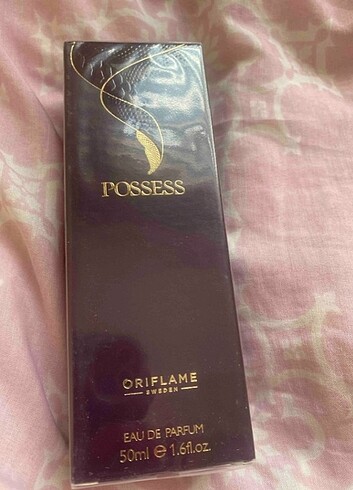 POSSESS
ORIFLAME
SWEDEN
EAU DE PARFUM
50ml ℮ 1.6fl.oz.